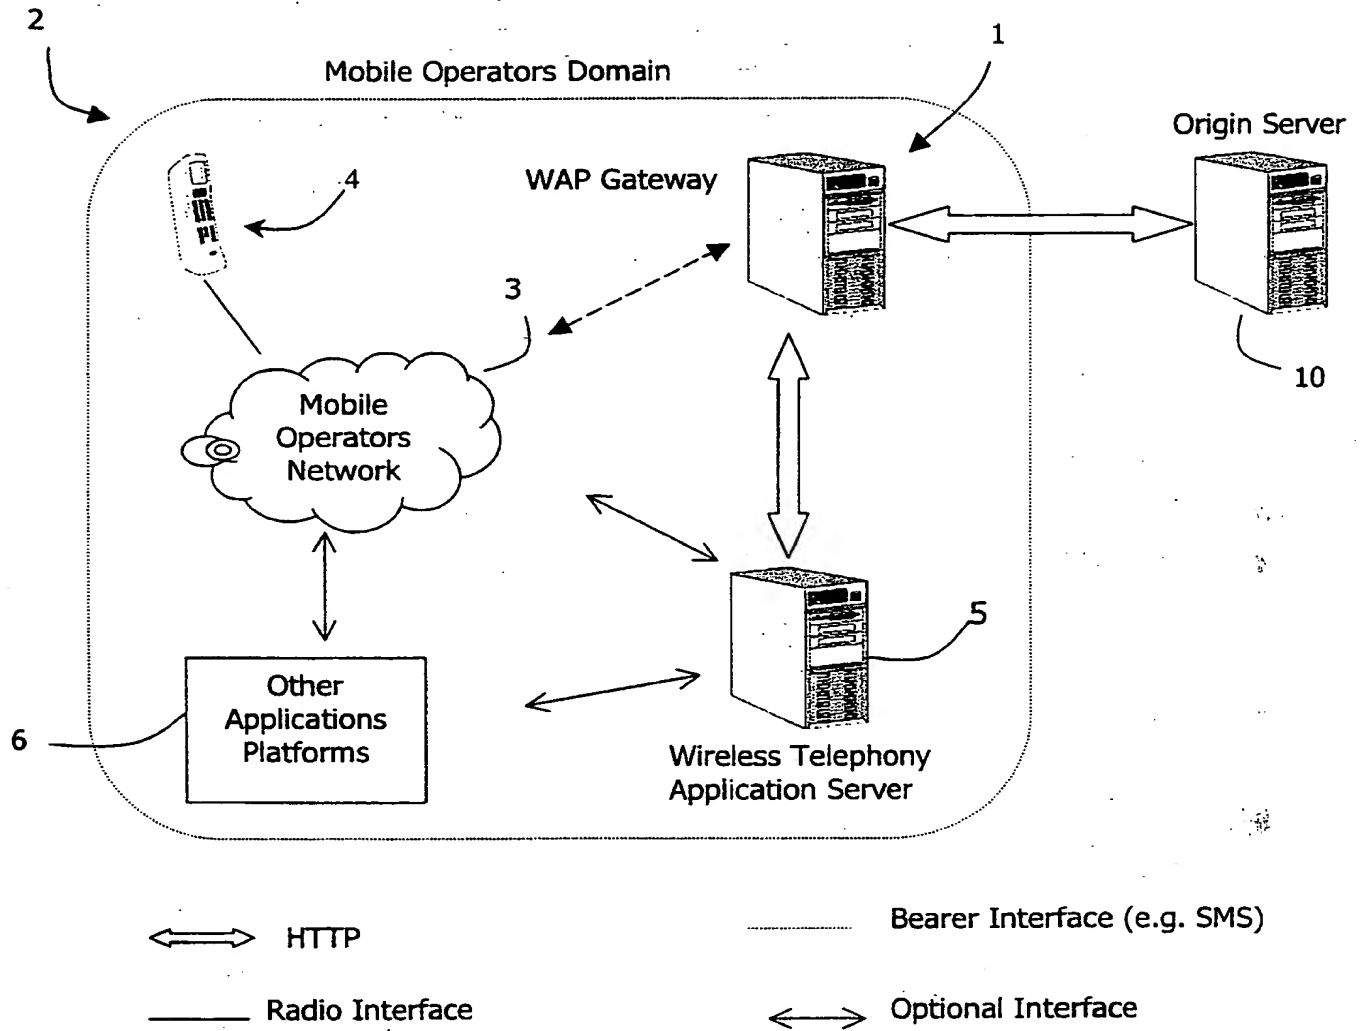 2
1
Mobile Operators Domain
Origin Server
WAP Gateway
4
3
10
Mobile
Operators
Network
5
Other
Applications
Platforms
6
Wireless Telephony
Application Server
HTTP
Bearer Interface (e.g. SMS)
Radio Interface
Optional Interface